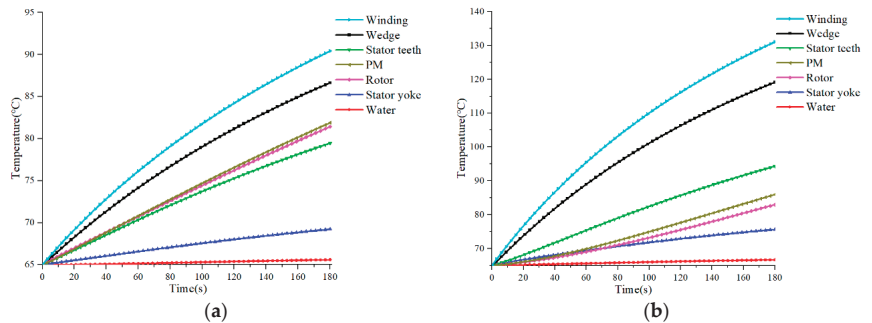 95
90
85
80
75
70
65
Temperature(℃)
0
20
40
60
80
100
120
140
160
180
Time(s)
Winding
Wedge
Stator teeth
PM
Rotor
Stator yoke
Water
(a)
140
130
120
110
100
90
80
70
Temperature(℃)
0
20
40
60
80
100
120
140
160
180
Time(s)
Winding
Wedge
Stator teeth
PM
Rotor
Stator yoke
Water
(b)